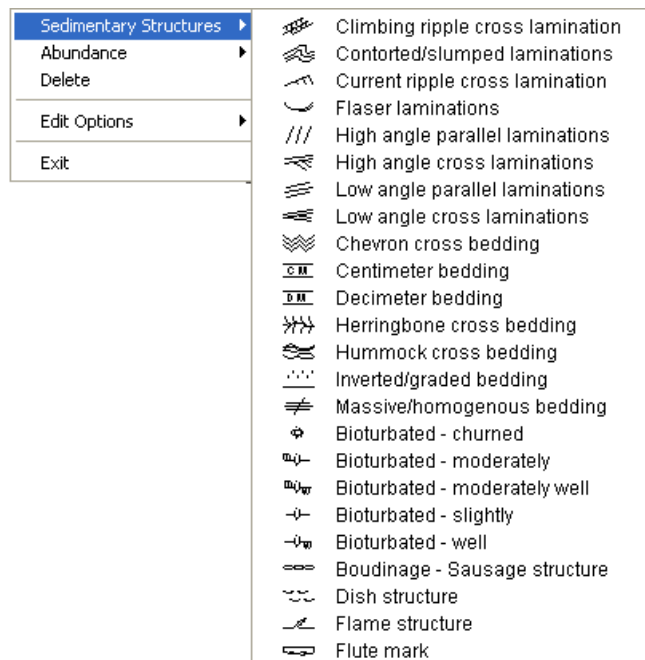 Sedimentary Structures
Abundance
Delete
Edit Options
Exit
Climbing ripple cross lamination
Contorted/slumped laminations
Current ripple cross lamination
Flaser laminations
High angle parallel laminations
High angle cross laminations
Low angle parallel laminations
Low angle cross laminations
Chevron cross bedding
CM Centimeter bedding
DM Decimeter bedding
Herringbone cross bedding
Hummock cross bedding
Inverted/graded bedding
Massive/homogenous bedding
Bioturbated - churned
Bioturbated - moderately
Bioturbated - moderately well
Bioturbated - slightly
Bioturbated - well
Boudinage - Sausage structure
Dish structure
Flame structure
Flute mark